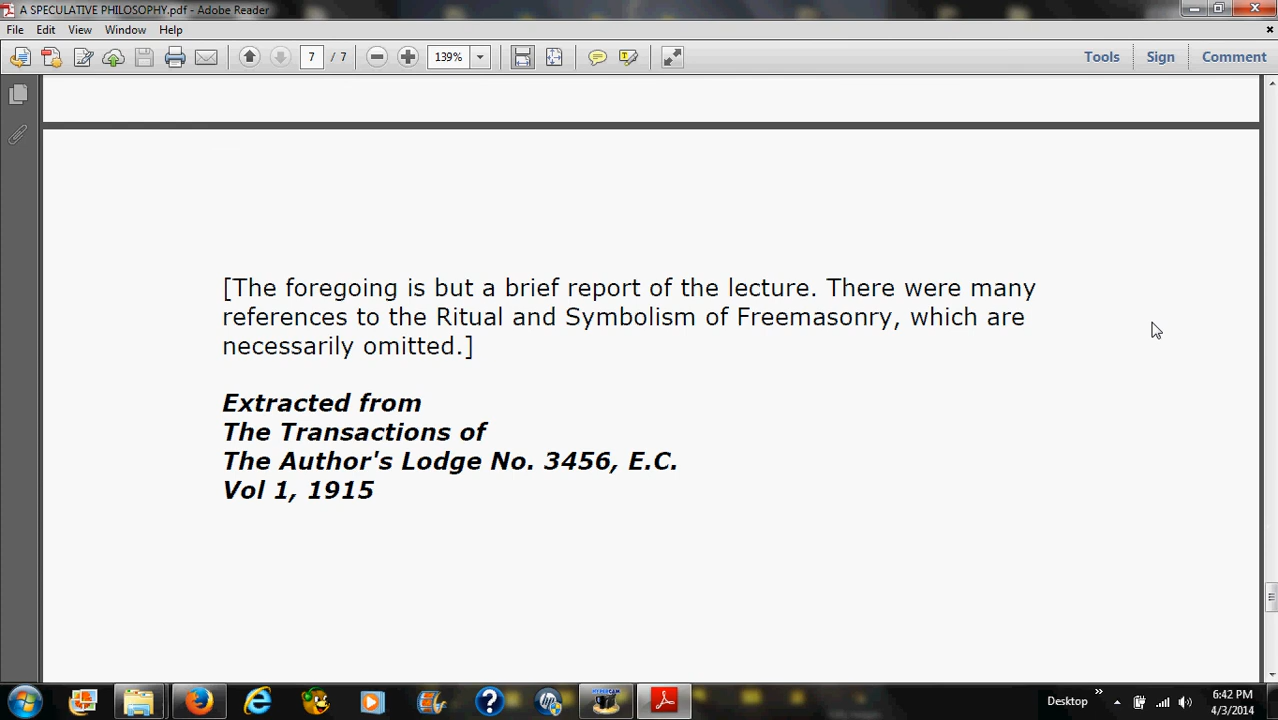 A SPECULATIVE PHILOSOPHY.pdf - Adobe Reader
File Edit View Window Help
7 / 7 139% Tools Sign Comment
[The foregoing is but a brief report of the lecture. There were many
references to the Ritual and Symbolism of Freemasonry, which are
necessarily omitted.]
Extracted from
The Transactions of
The Author's Lodge No. 3456, E.C.
Vol 1, 1915
Desktop
6:42 PM
4/3/2014